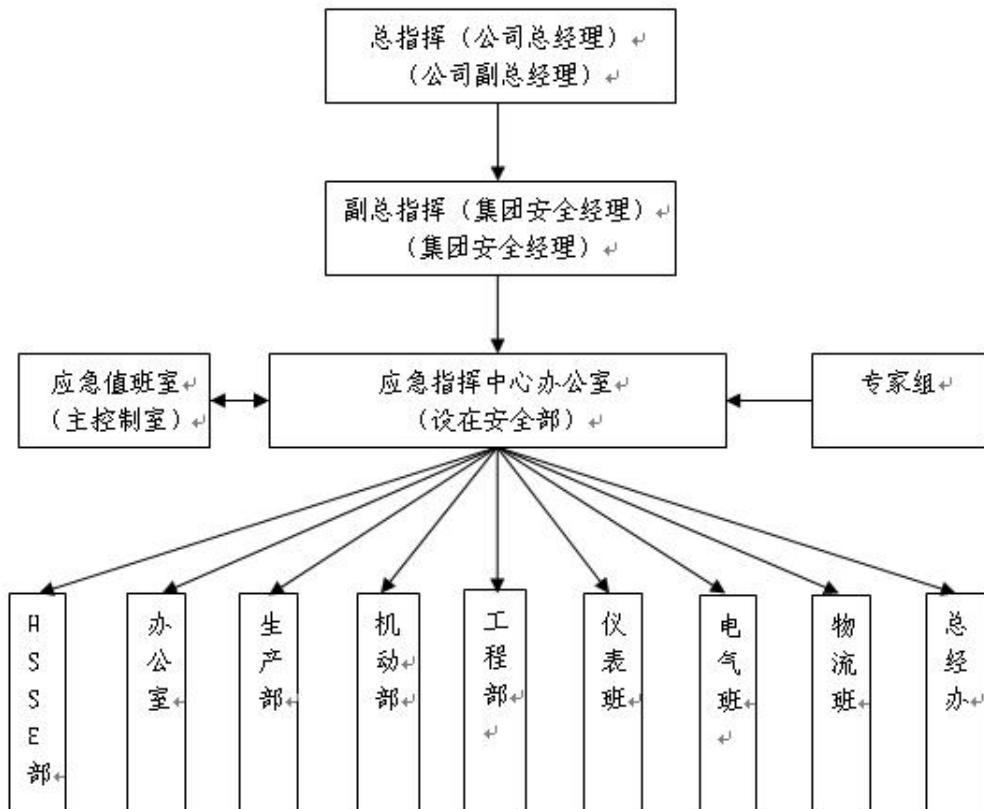 总指挥（公司总经理）
（公司副总经理）
副总指挥（集团安全经理）
（集团安全经理）
应急值班室
（主控制室）
应急指挥中心办公室
（设在安全部）
专家组
HSSE部
办公室
生产部
机动部
工程部
仪表班
电气班
物流班
总经办